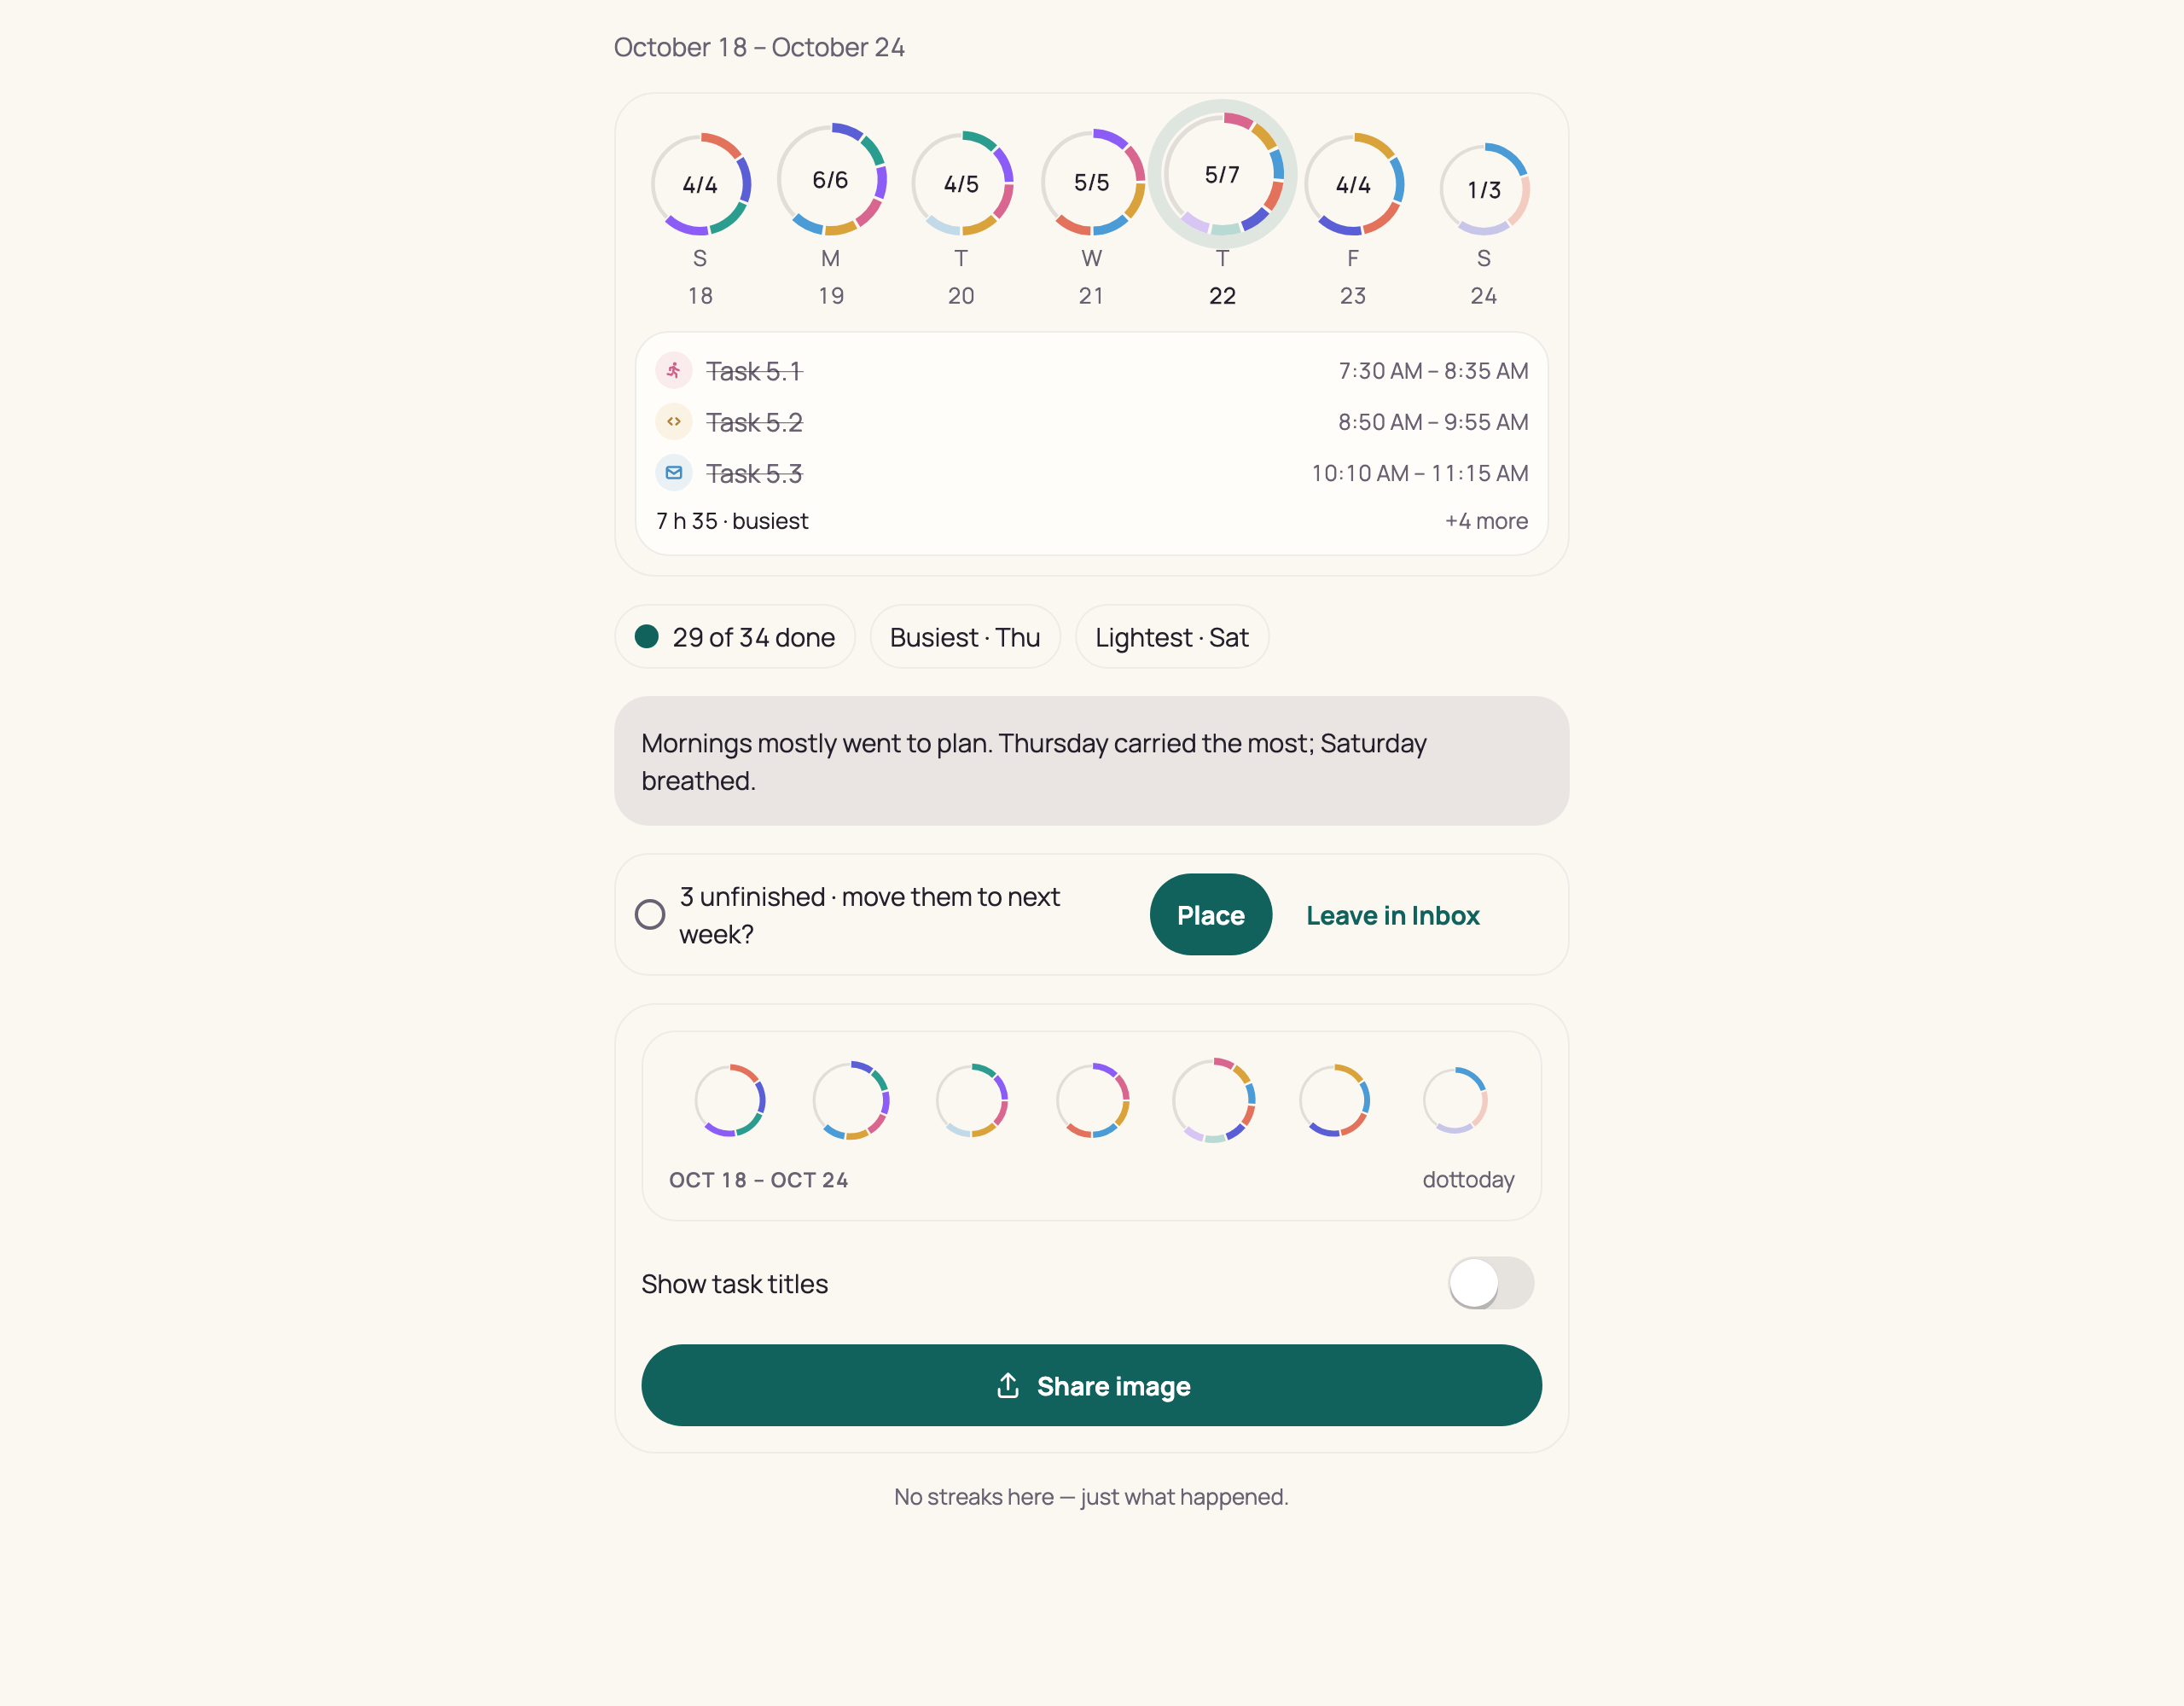 October 18 – October 24
4/4 6/6 4/5 5/5 5/7 4/4 1/3
S M T W T F S
18 19 20 21 22 23 24
Task 5.1 7:30 AM – 8:35 AM
Task 5.2 8:50 AM – 9:55 AM
Task 5.3 10:10 AM – 11:15 AM
7 h 35 · busiest +4 more
29 of 34 done Busiest · Thu Lightest · Sat
Mornings mostly went to plan. Thursday carried the most; Saturday
breathed.
3 unfinished · move them to next
week?
Place Leave in Inbox
OCT 18 – OCT 24 dottoday
Show task titles
Share image
No streaks here — just what happened.